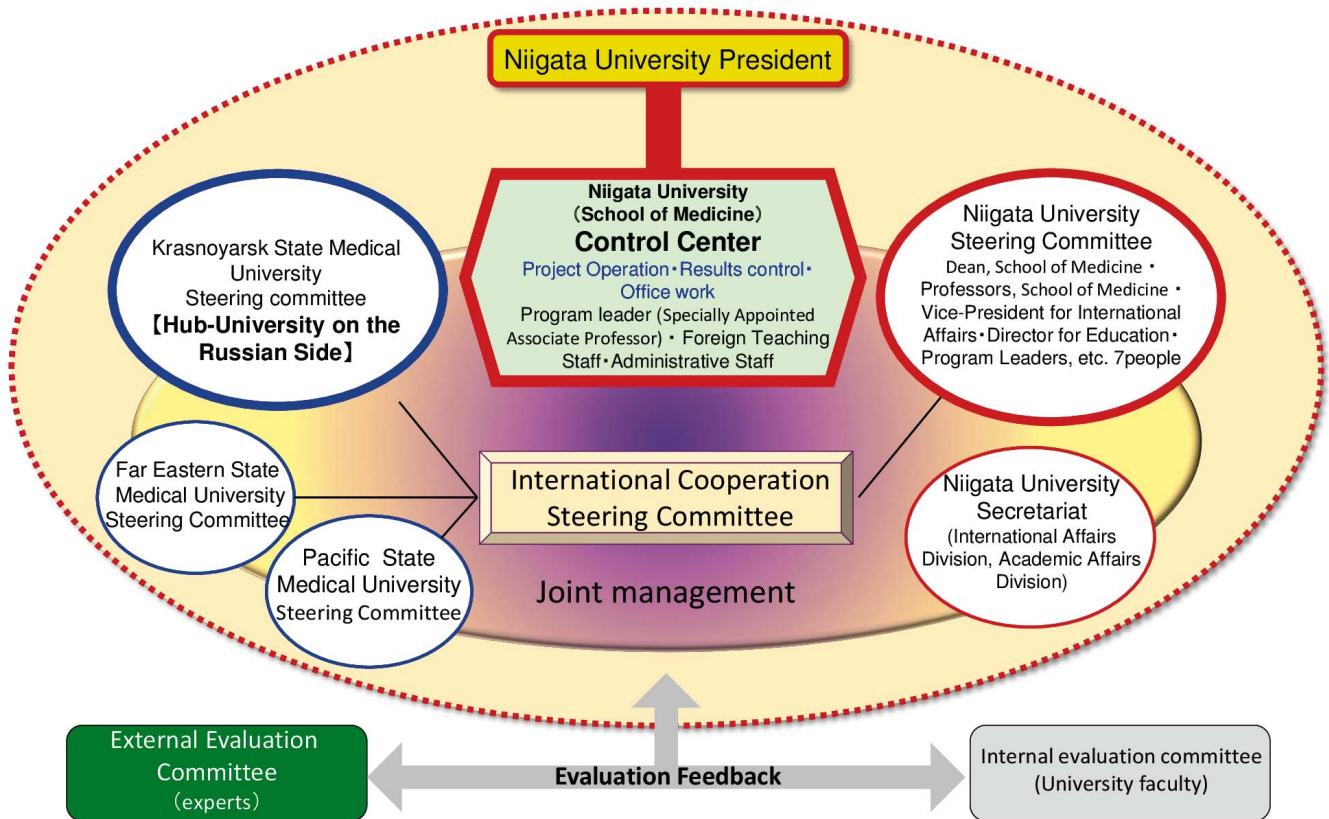 Niigata University President
Niigata University
（School of Medicine）
Control Center
Project Operation・Results control・
Office work
Program leader (Specially Appointed
Associate Professor)・ Foreign Teaching
Staff・Administrative Staff
Krasnoyarsk State Medical
University
Steering committee
【Hub-University on the
Russian Side】
Niigata University
Steering Committee
Dean, School of Medicine・
Professors, School of Medicine・
Vice-President for International
Affairs・Director for Education・
Program Leaders, etc. 7people
Far Eastern State
Medical University
Steering Committee
Pacific State
Medical University
Steering Committee
International Cooperation
Steering Committee
Joint management
Niigata University
Secretariat
(International Affairs
Division, Academic Affairs
Division)
External Evaluation
Committee
（experts）
Evaluation Feedback
Internal evaluation committee
(University faculty)